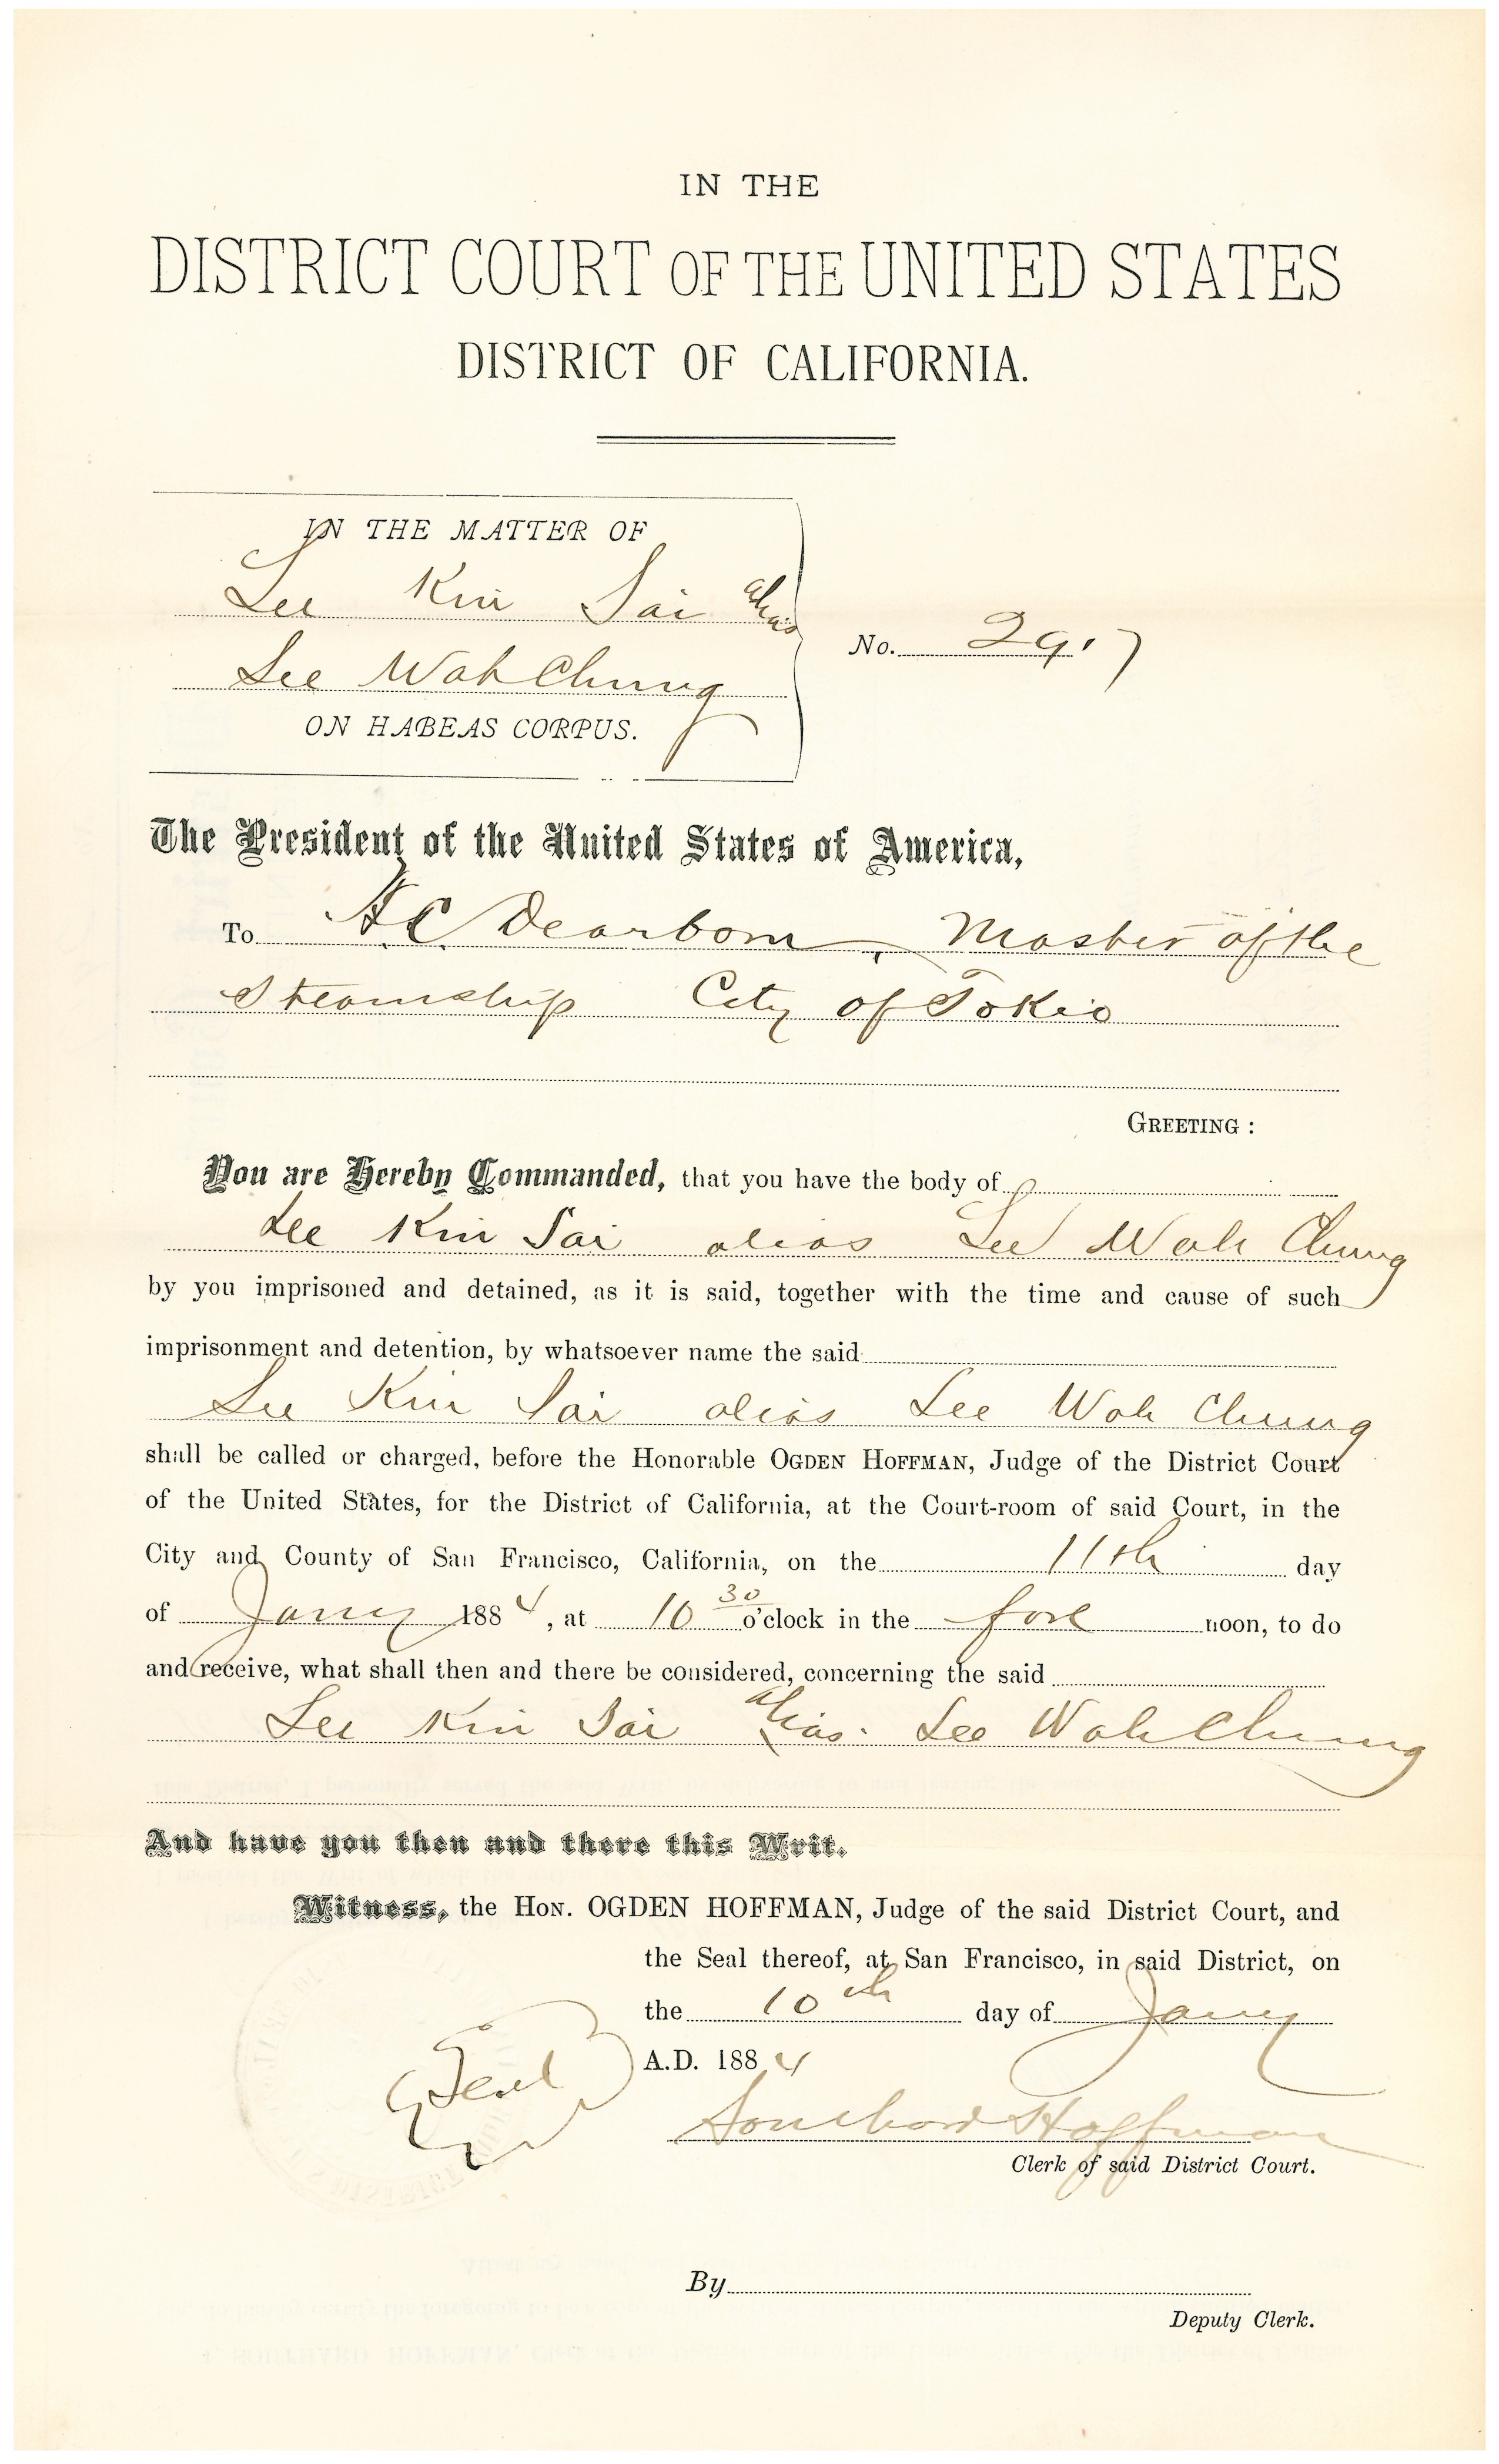 IN THE
DISTRICT COURT OF THE UNITED STATES
DISTRICT OF CALIFORNIA.
IN THE MATTER OF
Lee Kin Sai alias
Lee Wah Chung
ON HABEAS CORPUS.
No. 2917
The President of the United States of America,
To H.C. Dearborn, Master of the
Steamship City of Tokio
GREETING :
You are Hereby Commanded, that you have the body of
Lee Kin Sai alias Lee Wah Chung
by you imprisoned and detained, as it is said, together with the time and cause of such
imprisonment and detention, by whatsoever name the said
Lee Kin Sai alias Lee Wah Chung
shall be called or charged, before the Honorable OGDEN HOFFMAN, Judge of the District Court
of the United States, for the District of California, at the Court-room of said Court, in the
City and County of San Francisco, California, on the 11th day
of Jany 1884, at 10 30 o'clock in the fore noon, to do
and receive, what shall then and there be considered, concerning the said
Lee Kin Sai alias. Lee Wah Chung
And have you then and there this Writ.
Witness, the HON. OGDEN HOFFMAN, Judge of the said District Court, and
the Seal thereof, at San Francisco, in said District, on
the 10th day of Jany
Seal
A.D. 1884
Southard Hoffman
Clerk of said District Court.
By
Deputy Clerk.